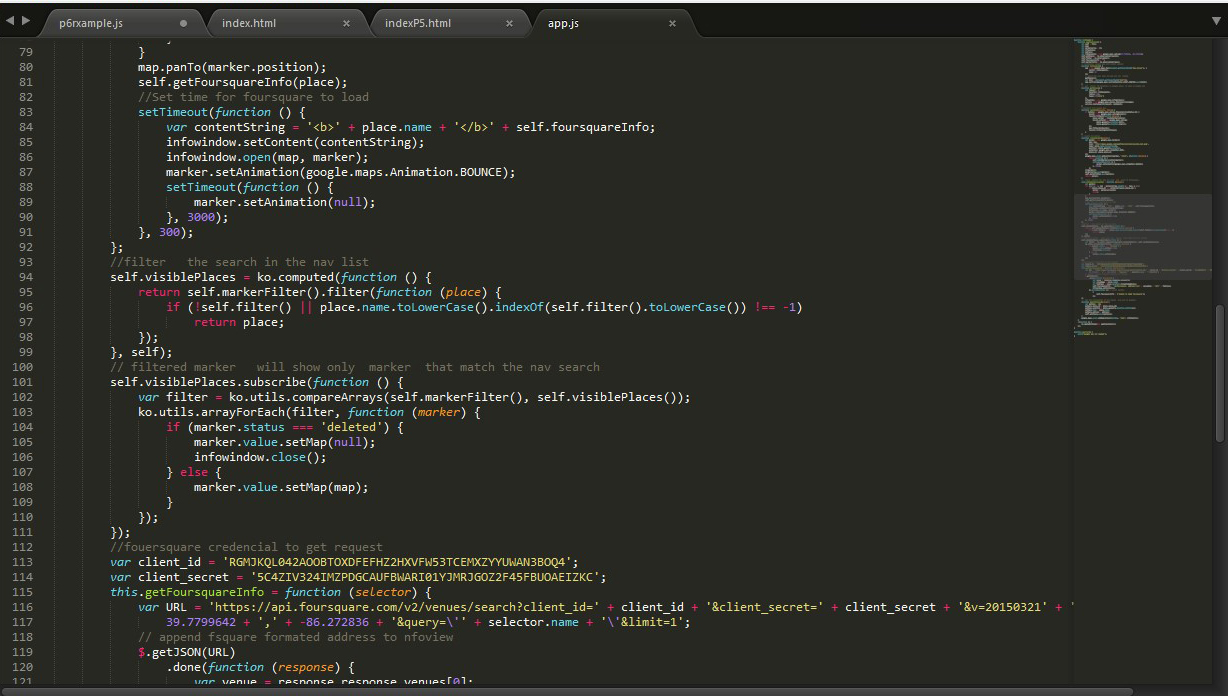 p6rxample.js index.html indexP5.html app.js
79 }
80 map.panTo(marker.position);
81 self.getFoursquareInfo(place);
82 //Set time for foursquare to load
83 setTimeout(function () {
84 var contentString = '<b>' + place.name + '</b>' + self.foursquareInfo;
85 infowindow.setContent(contentString);
86 infowindow.open(map, marker);
87 marker.setAnimation(google.maps.Animation.BOUNCE);
88 setTimeout(function () {
89 marker.setAnimation(null);
90 }, 3000);
91 }, 300);
92 };
93 //filter   the search in the nav list
94 self.visiblePlaces = ko.computed(function () {
95 return self.markerFilter().filter(function (place) {
96 if (!self.filter() || place.name.toLowerCase().indexOf(self.filter().toLowerCase()) !== -1)
97 return place;
98 });
99 }, self);
100 // filtered marker   will show only  marker  that match the nav search
101 self.visiblePlaces.subscribe(function () {
102 var filter = ko.utils.compareArrays(self.markerFilter(), self.visiblePlaces());
103 ko.utils.arrayForEach(filter, function (marker) {
104 if (marker.status === 'deleted') {
105 marker.value.setMap(null);
106 infowindow.close();
107 } else {
108 marker.value.setMap(map);
109 }
110 });
111 });
112 //fouersquare credencial to get request
113 var client_id = 'RGMJKQL042AOOBTOXDFEFHZ2HXVFW53TCEMXZYYUWAN3BOQ4';
114 var client_secret = '5C4ZIV324IMZPDGCAUFBWARI01YJMRJGOZ2F45FBUOAEIZKC';
115 this.getFoursquareInfo = function (selector) {
116 var URL = 'https://api.foursquare.com/v2/venues/search?client_id=' + client_id + '&client_secret=' + client_secret + '&v=20150321' + '
117 39.7799642 + ',' + -86.272836 + '&query=\'' + selector.name + '\'&limit=1';
118 // append fsquare formated address to nfoview
119 $.getJSON(URL)
120 .done(function (response) {
121 var venue = response.response.venues[0];